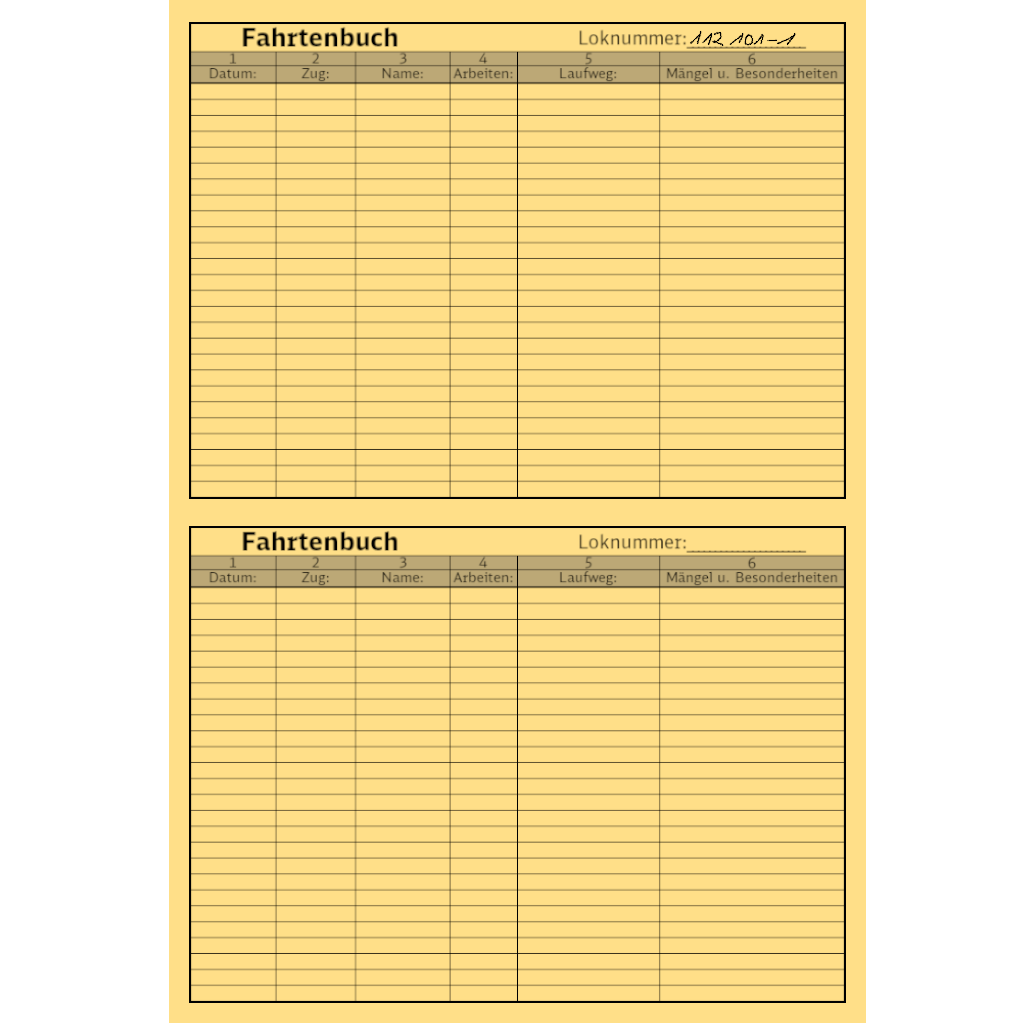 Fahrtenbuch Loknummer: 112 101-1
1 2 3 4 5 6
Datum: Zug: Name: Arbeiten: Laufweg: Mängel u. Besonderheiten
Fahrtenbuch Loknummer:
1 2 3 4 5 6
Datum: Zug: Name: Arbeiten: Laufweg: Mängel u. Besonderheiten